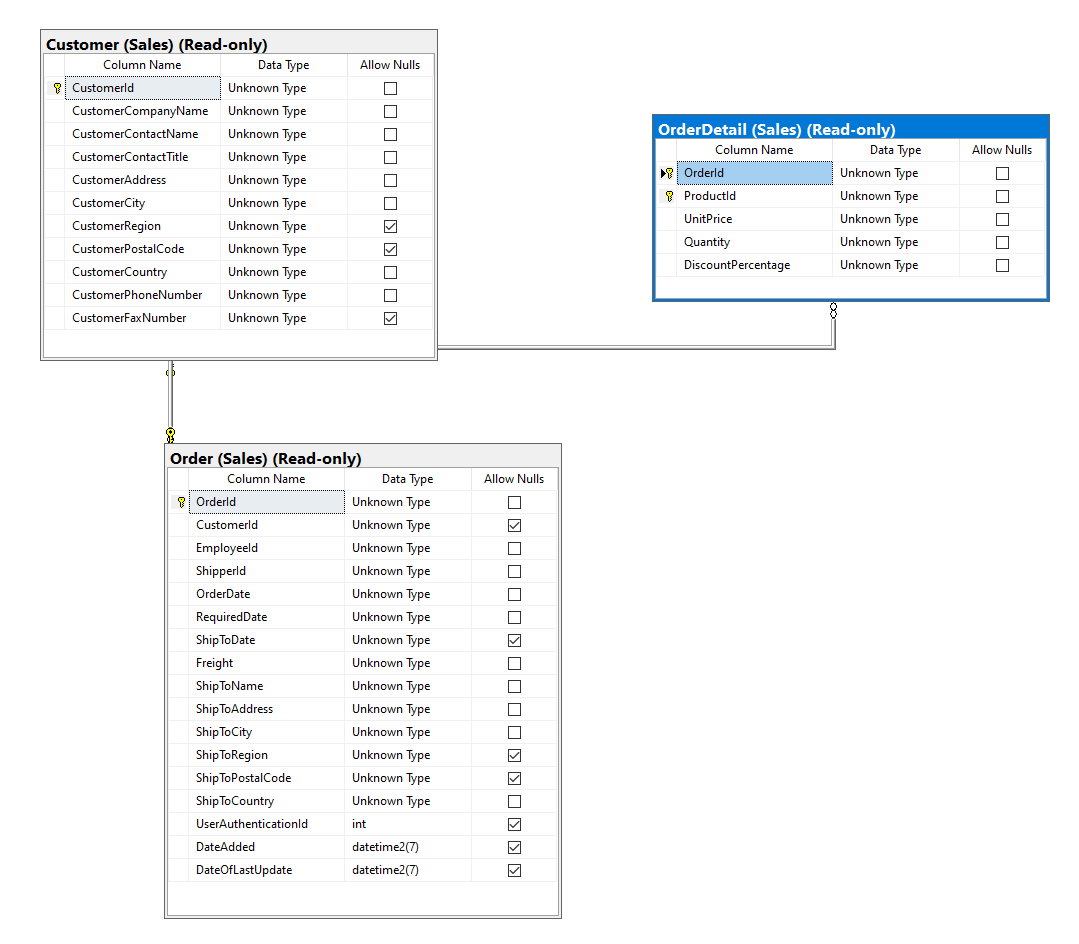 Customer (Sales) (Read-only)
Column Name Data Type Allow Nulls
CustomerId Unknown Type
CustomerCompanyName Unknown Type
CustomerContactName Unknown Type
CustomerContactTitle Unknown Type
CustomerAddress Unknown Type
CustomerCity Unknown Type
CustomerRegion Unknown Type
CustomerPostalCode Unknown Type
CustomerCountry Unknown Type
CustomerPhoneNumber Unknown Type
CustomerFaxNumber Unknown Type
OrderDetail (Sales) (Read-only)
Column Name Data Type Allow Nulls
OrderId Unknown Type
ProductId Unknown Type
UnitPrice Unknown Type
Quantity Unknown Type
DiscountPercentage Unknown Type
Order (Sales) (Read-only)
Column Name Data Type Allow Nulls
OrderId Unknown Type
CustomerId Unknown Type
EmployeeId Unknown Type
ShipperId Unknown Type
OrderDate Unknown Type
RequiredDate Unknown Type
ShipToDate Unknown Type
Freight Unknown Type
ShipToName Unknown Type
ShipToAddress Unknown Type
ShipToCity Unknown Type
ShipToRegion Unknown Type
ShipToPostalCode Unknown Type
ShipToCountry Unknown Type
UserAuthenticationId int
DateAdded datetime2(7)
DateOfLastUpdate datetime2(7)